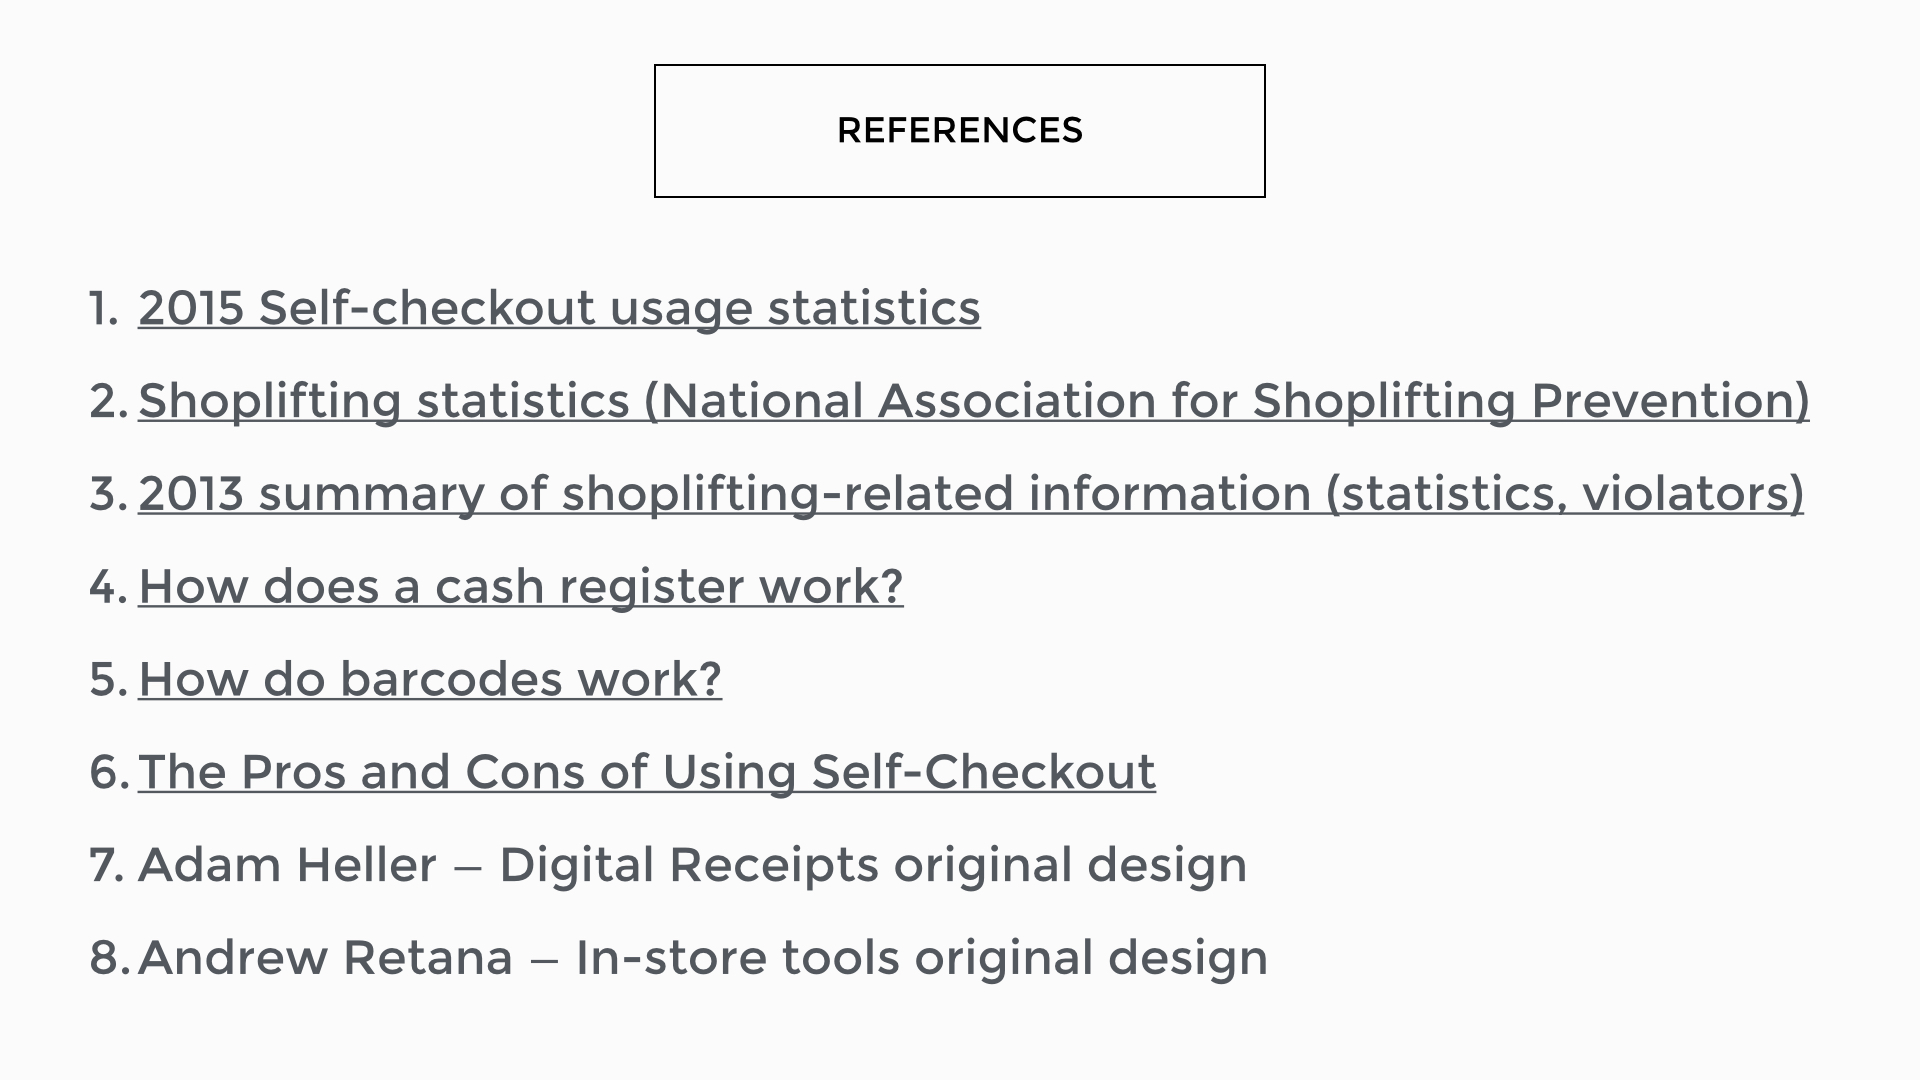 REFERENCES
1. 2015 Self-checkout usage statistics
2. Shoplifting statistics (National Association for Shoplifting Prevention)
3. 2013 summary of shoplifting-related information (statistics, violators)
4. How does a cash register work?
5. How do barcodes work?
6. The Pros and Cons of Using Self-Checkout
7. Adam Heller – Digital Receipts original design
8. Andrew Retana – In-store tools original design